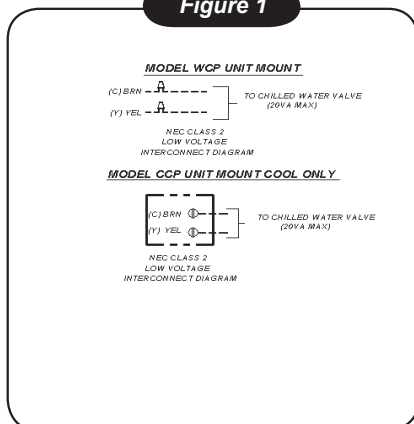 Figure 1
MODEL WCP UNIT MOUNT
(C) BRN
(Y) YEL
TO CHILLED WATER VALVE
(20VA MAX)
NEC CLASS 2
LOW VOLTAGE
INTERCONNECT DIAGRAM
MODEL CCP UNIT MOUNT COOL ONLY
(C) BRN
(Y) YEL
TO CHILLED WATER VALVE
(20VA MAX)
NEC CLASS 2
LOW VOLTAGE
INTERCONNECT DIAGRAM